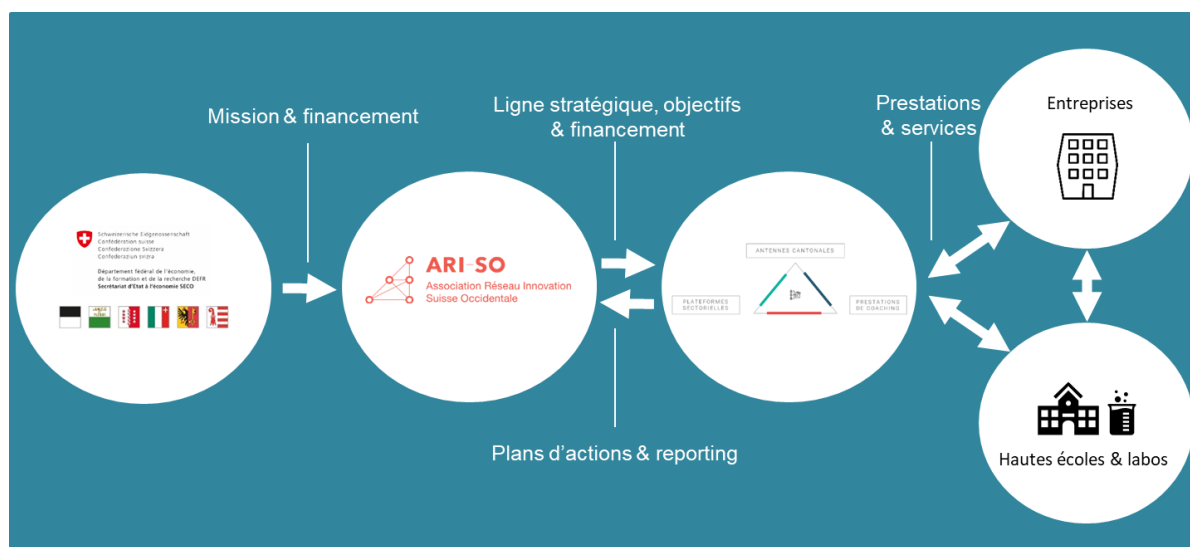 Mission & financement
Ligne stratégique, objectifs
& financement
Prestations
& services
Entreprises
Schweizerische Eidgenossenschaft
Confédération suisse
Confederazione Svizzera
Confederaziun svizra
Département fédéral de l'économie,
de la formation et de la recherche DEFR
Secrétariat d'Etat à l'économie SECO
ARI-SO
Association Réseau Innovation
Suisse Occidentale
ANTENNES CANTONALES
PLATEFORMES
SECTORIELLES
PRESTATIONS
DE COACHING
Plans d'actions & reporting
Hautes écoles & labos